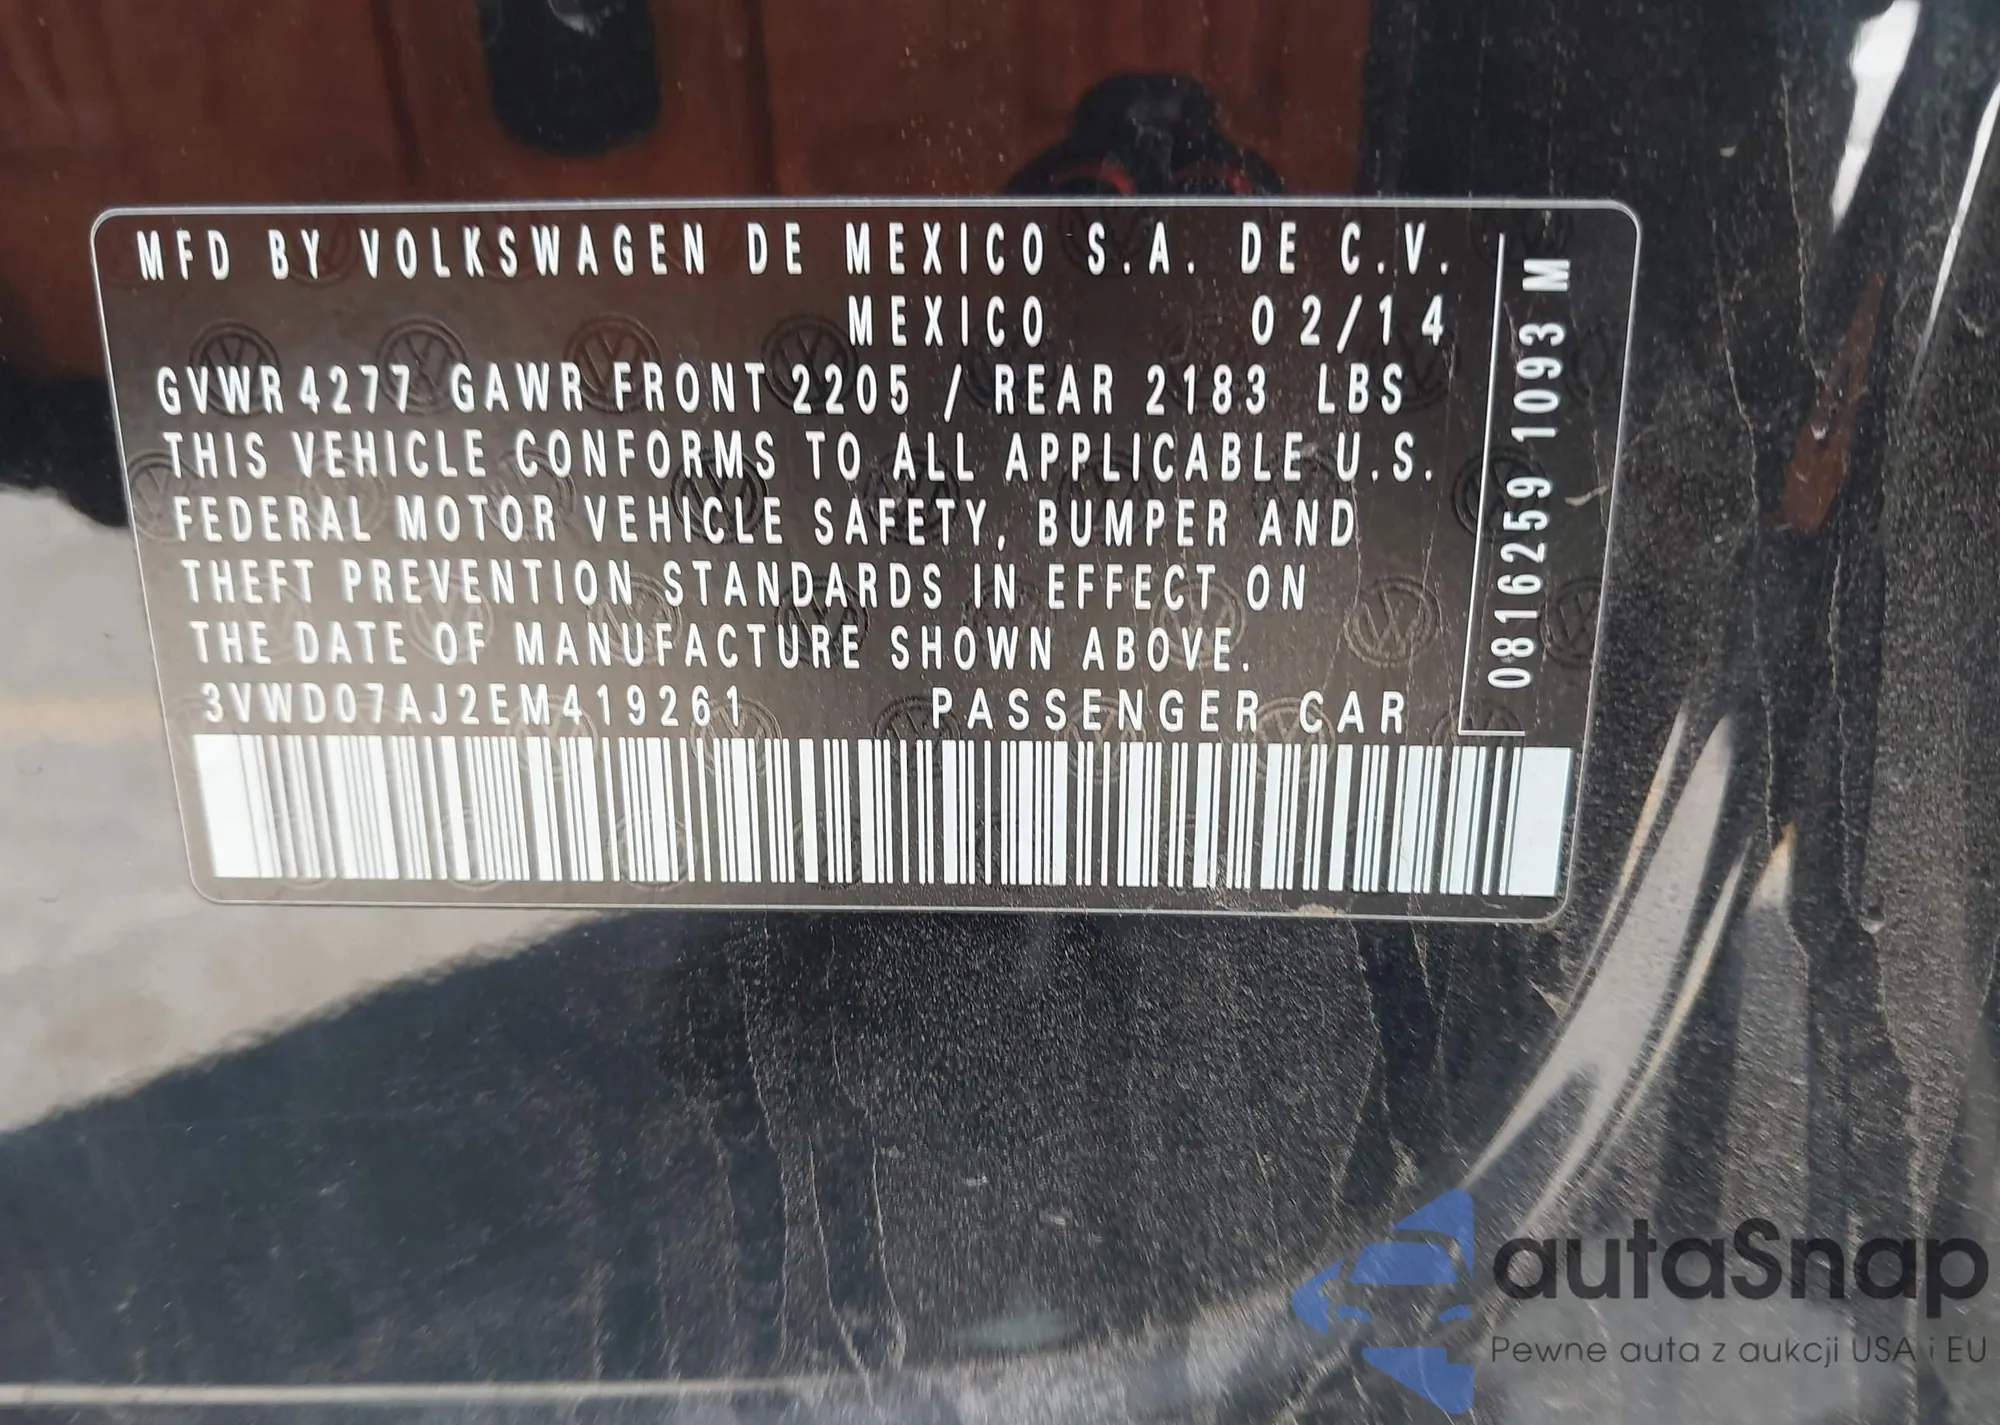 MFD BY VOLKSWAGEN DE MEXICO S.A. DE C.V.
MEXICO 02/14
GVWR 4277 GAWR FRONT 2205 / REAR 2183 LBS
THIS VEHICLE CONFORMS TO ALL APPLICABLE U.S.
FEDERAL MOTOR VEHICLE SAFETY, BUMPER AND
THEFT PREVENTION STANDARDS IN EFFECT ON
THE DATE OF MANUFACTURE SHOWN ABOVE.
3VWD07AJ2EM419261 PASSENGER CAR
0816259 1093 M
autaSnap
Pewne auta z aukcji USA i EU